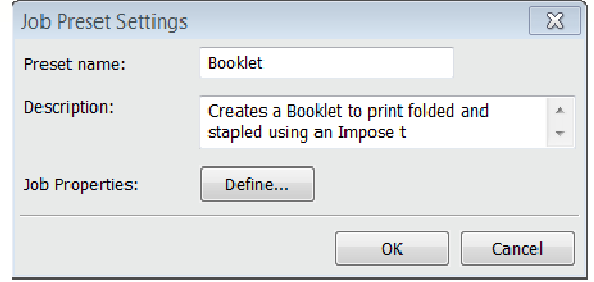 Job Preset Settings
Preset name: Booklet
Description: Creates a Booklet to print folded and
stapled using an Impose t
Job Properties: Define...
OK Cancel